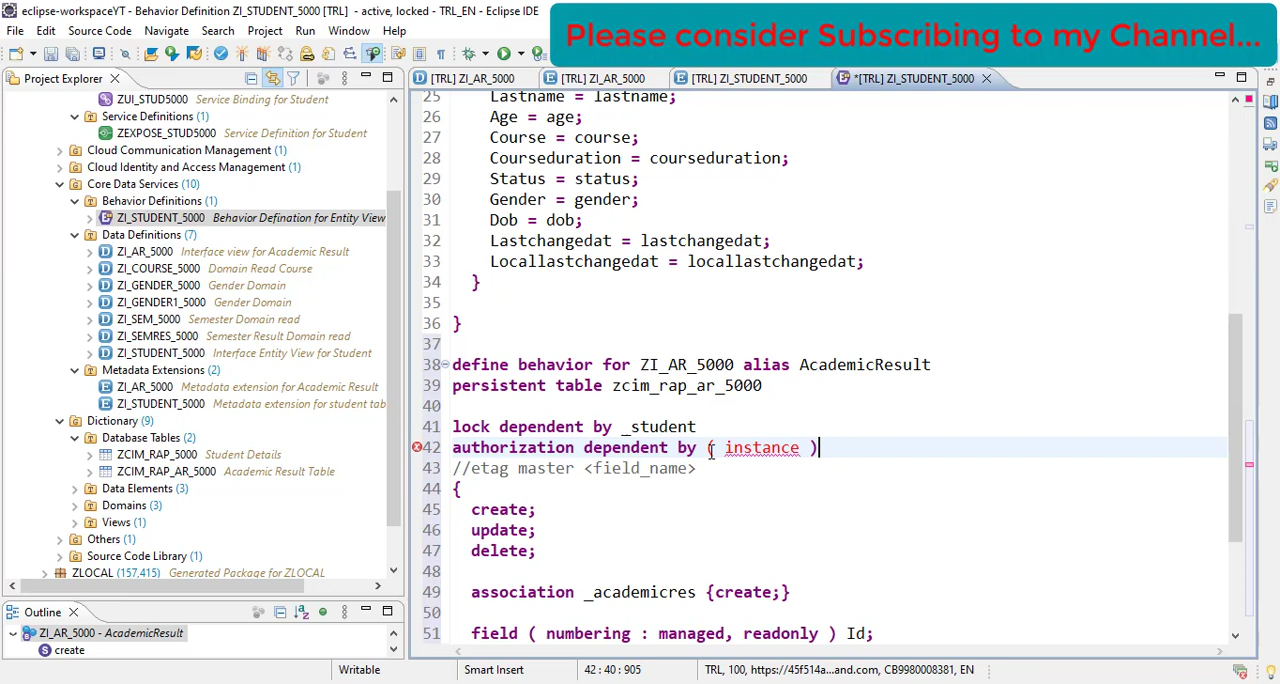 eclipse-workspaceYT - Behavior Definition ZI_STUDENT_5000 [TRL] - active, locked - TRL_EN - Eclipse IDE
Please consider Subscribing to my Channel...
File Edit Source Code Navigate Search Project Run Window Help
Project Explorer
[TRL] ZI_AR_5000
[TRL] ZI_AR_5000
[TRL] ZI_STUDENT_5000
*[TRL] ZI_STUDENT_5000
ZUI_STUD5000 Service Binding for Student
Service Definitions (1)
ZEXPOSE_STUD5000 Service Definition for Student
Cloud Communication Management (1)
Cloud Identity and Access Management (1)
Core Data Services (10)
Behavior Definitions (1)
ZI_STUDENT_5000 Behavior Defination for Entity View
Data Definitions (7)
ZI_AR_5000 Interface view for Academic Result
ZI_COURSE_5000 Domain Read Course
ZI_GENDER_5000 Gender Domain
ZI_GENDER1_5000 Gender Domain
ZI_SEM_5000 Semester Domain read
ZI_SEMRES_5000 Semester Result Domain read
ZI_STUDENT_5000 Interface Entity View for Student
Metadata Extensions (2)
ZI_AR_5000 Metadata extension for Academic Result
ZI_STUDENT_5000 Metadata extension for student tab
Dictionary (9)
Database Tables (2)
ZCIM_RAP_5000 Student Details
ZCIM_RAP_AR_5000 Academic Result Table
Data Elements (3)
Domains (3)
Views (1)
Others (1)
Source Code Library (1)
ZLOCAL (157,415) Generated Package for ZLOCAL
Outline
ZI_AR_5000 - AcademicResult
create
25 Lastname = lastname;
26 Age = age;
27 Course = course;
28 Courseduration = courseduration;
29 Status = status;
30 Gender = gender;
31 Dob = dob;
32 Lastchangedat = lastchangedat;
33 Locallastchangedat = locallastchangedat;
34 }
35
36 }
37
38 define behavior for ZI_AR_5000 alias AcademicResult
39 persistent table zcim_rap_ar_5000
40
41 lock dependent by _student
42 authorization dependent by ( instance )
43 //etag master <field_name>
44 {
45 create;
46 update;
47 delete;
48
49 association _academicres {create;}
50
51 field ( numbering : managed, readonly ) Id;
Writable Smart Insert 42 : 40 : 905 TRL, 100, https://45f514a...and.com, CB9980008381, EN